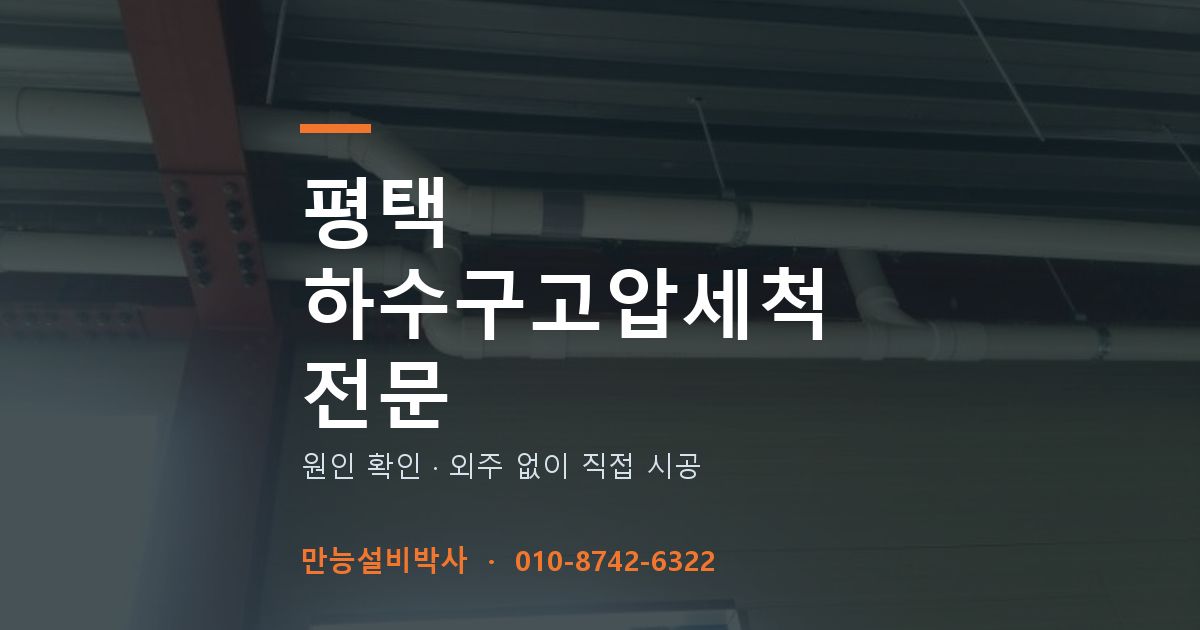 평택
하수구고압세척
전문
원인 확인 · 외주 없이 직접 시공
만능설비박사 · 010-8742-6322